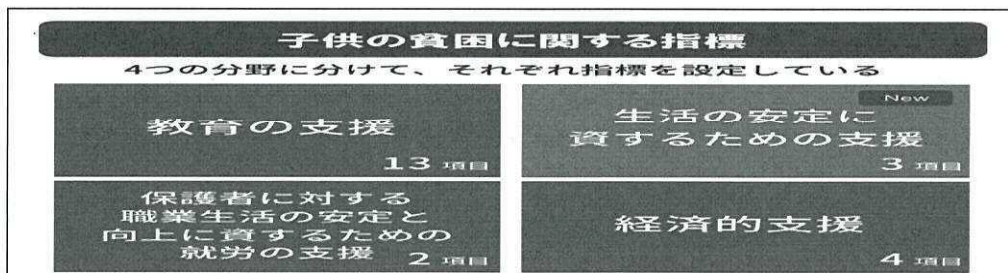 子供の貧困に関する指標
4つの分野に分けて、それぞれ指標を設定している
教育の支援
13 項目
New
生活の安定に
資するための支援
3 項目
保護者に対する
職業生活の安定と
向上に資するための
就労の支援 2 項目
経済的支援
4 項目